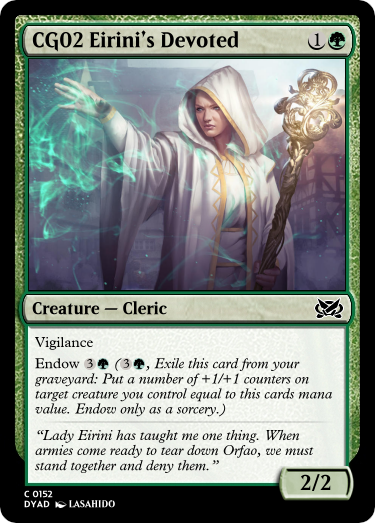 CG02 Eirini's Devoted 1
Creature — Cleric
Vigilance
Endow 3 (3, Exile this card from your
graveyard: Put a number of +1/+1 counters on
target creature you control equal to this cards mana
value. Endow only as a sorcery.)
“Lady Eirini has taught me one thing. When
armies come ready to tear down Orfao, we must
stand together and deny them.”
2/2
C 0152
DYAD LASAHIDO